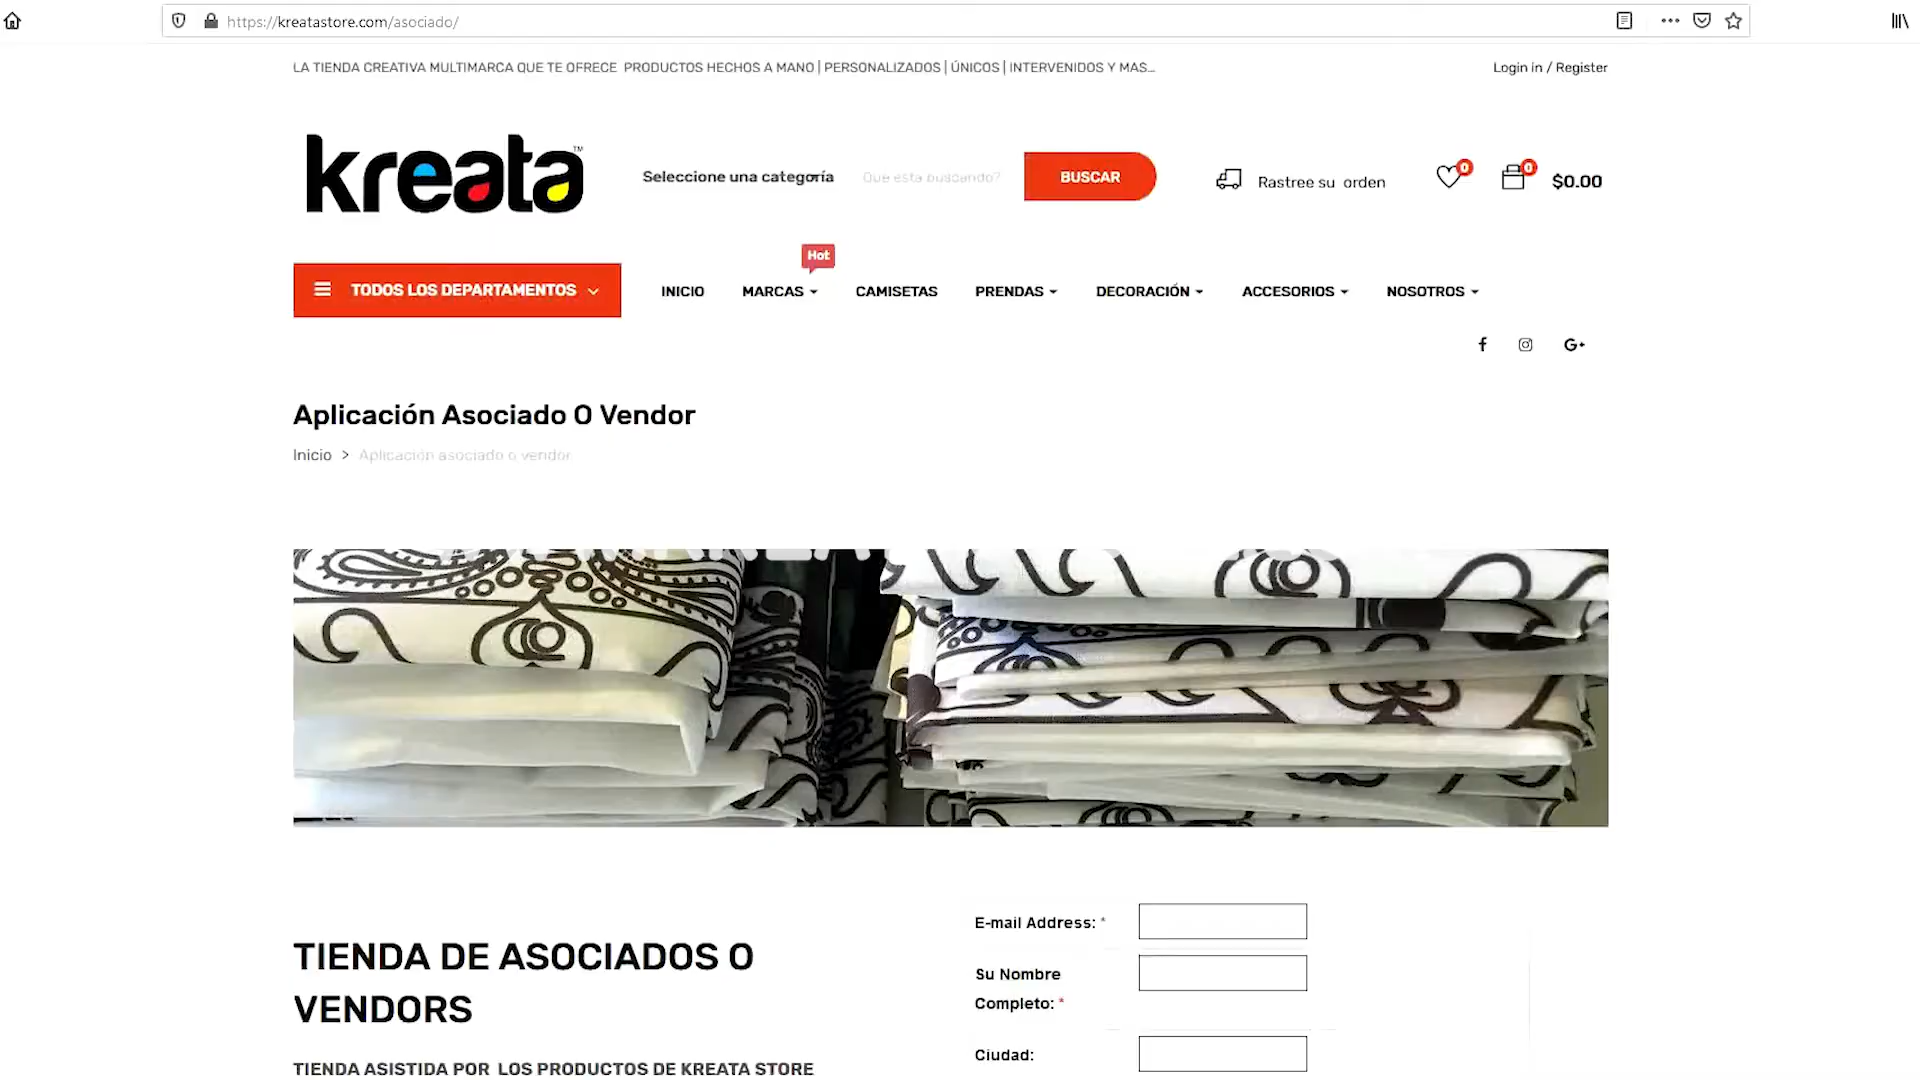 https://kreatastore.com/asociado/
LA TIENDA CREATIVA MULTIMARCA QUE TE OFRECE PRODUCTOS HECHOS A MANO | PERSONALIZADOS | ÚNICOS | INTERVENIDOS Y MAS...
Login in / Register
kreata™
Seleccione una categoría
Que esta buscando?
BUSCAR
Rastree su orden
0
0
$0.00
Hot
TODOS LOS DEPARTAMENTOS
INICIO
MARCAS
CAMISETAS
PRENDAS
DECORACIÓN
ACCESORIOS
NOSOTROS
G+
Aplicación Asociado O Vendor
Inicio > Aplicación asociado o vendor
TIENDA DE ASOCIADOS O
VENDORS
TIENDA ASISTIDA POR LOS PRODUCTOS DE KREATA STORE
E-mail Address: *
Su Nombre
Completo: *
Ciudad: